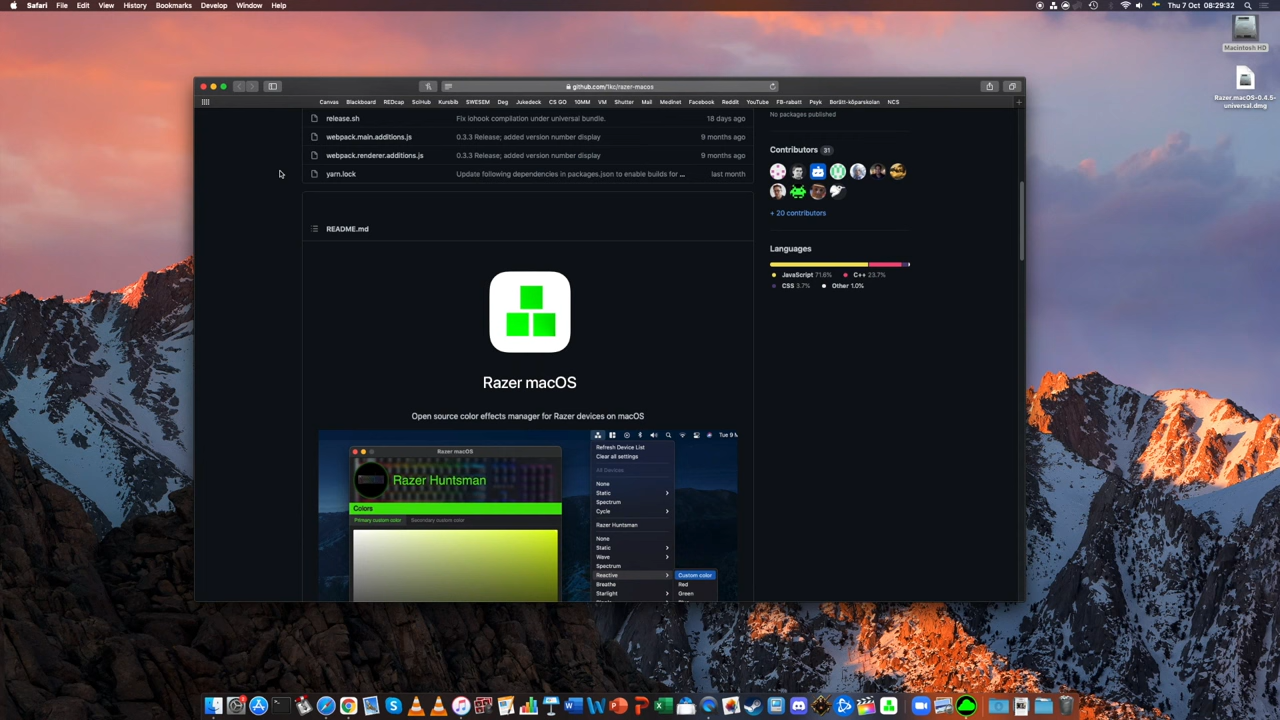 Safari File Edit View History Bookmarks Develop Window Help
Thu 7 Oct 08:29:32
Macintosh HD
Razer.macOS-0.4.5-
universal.dmg
github.com/1kc/razer-macos
Canvas Blackboard REDcap SciHub Kursbib SWESEM Deg Jukedeck CS GO 10MM VM Shutter Mail Medinet Facebook Reddit YouTube FB-rabatt Psyk Borätt-köparskolan NCS
release.sh Fix iohook compilation under universal bundle. 18 days ago
webpack.main.additions.js 0.3.3 Release; added version number display 9 months ago
webpack.renderer.additions.js 0.3.3 Release; added version number display 9 months ago
yarn.lock Update following dependencies in packages.json to enable builds for ... last month
No packages published
Contributors 31
+ 20 contributors
Languages
JavaScript 71.6% C++ 23.7%
CSS 3.7% Other 1.0%
README.md
Razer macOS
Open source color effects manager for Razer devices on macOS
Tue 9
Razer macOS
Razer Huntsman
Colors
Primary custom color Secondary custom color
Refresh Device List
Clear all settings
All Devices
None
Static
Spectrum
Cycle
Razer Huntsman
None
Static
Wave
Spectrum
Reactive
Breathe
Starlight
Custom color
Red
Green